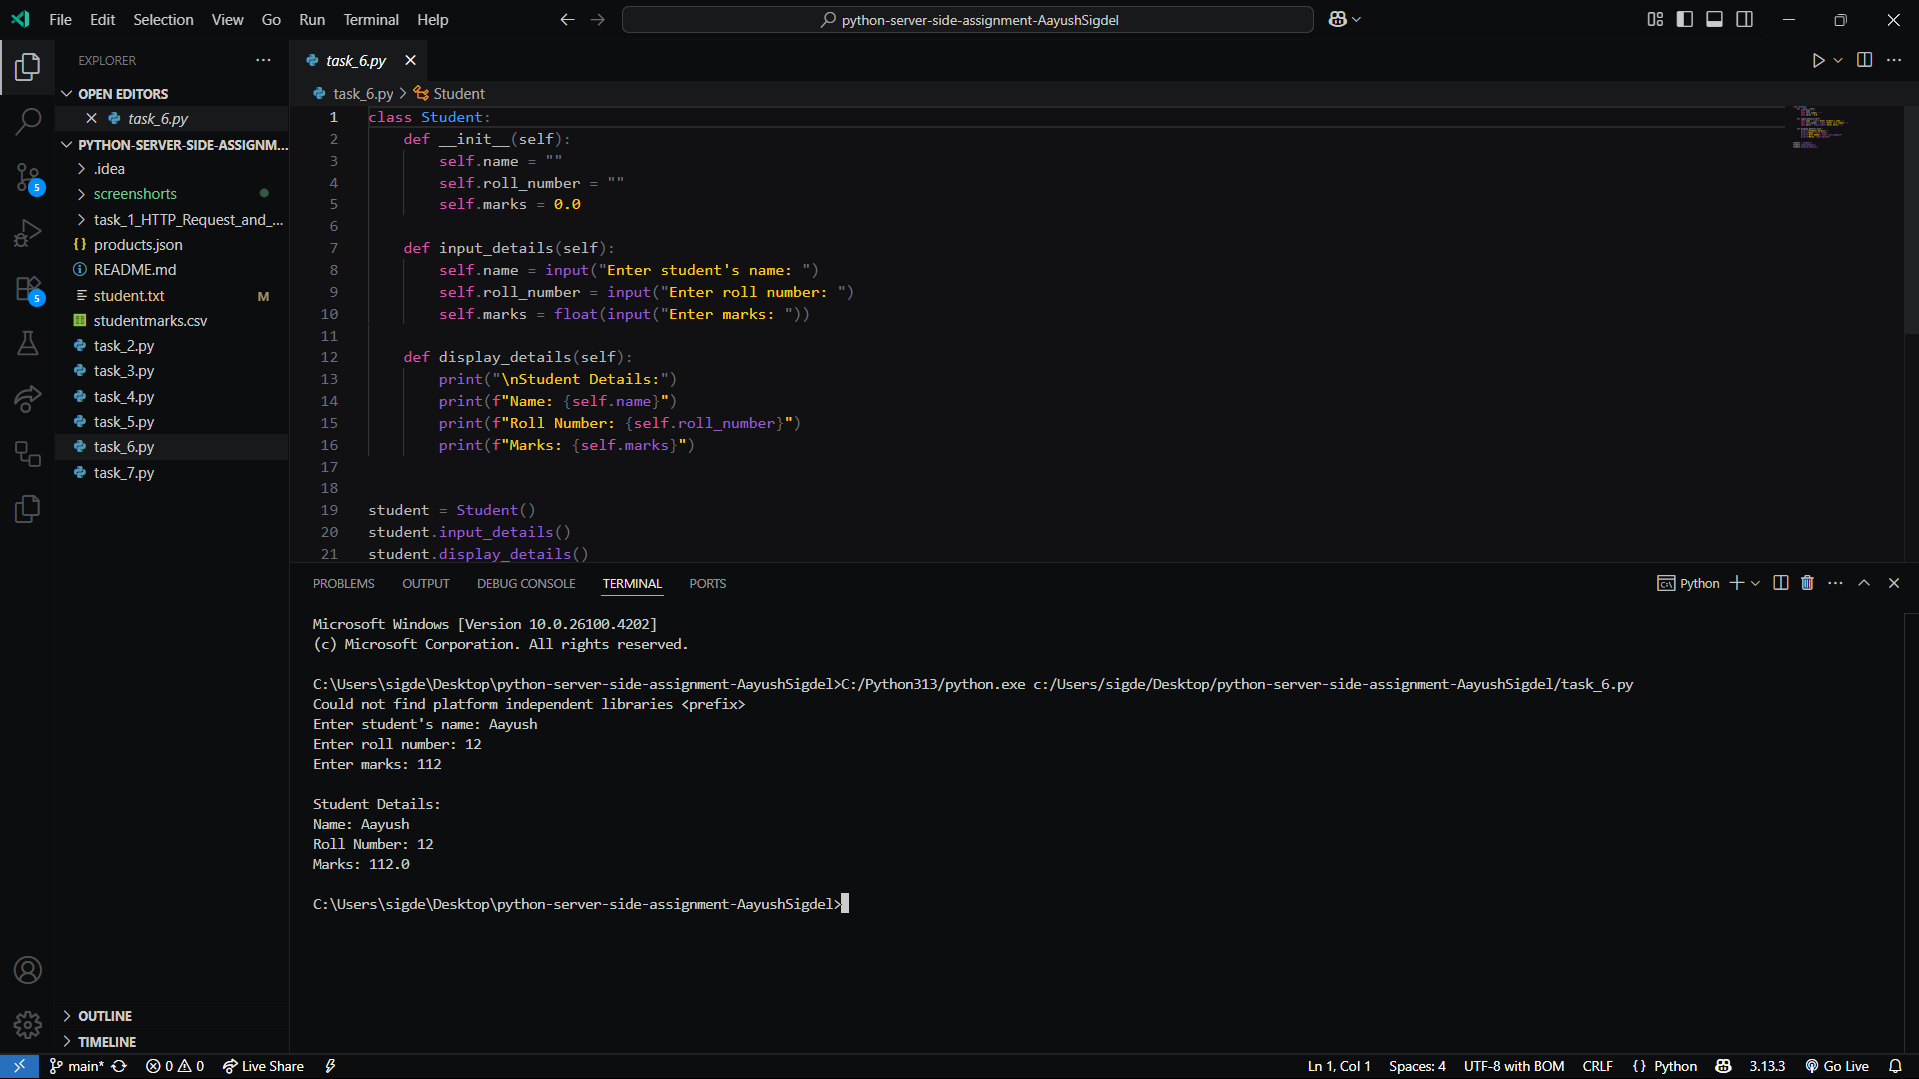 File Edit Selection View Go Run Terminal Help
python-server-side-assignment-AayushSigdel
EXPLORER
OPEN EDITORS
task_6.py
PYTHON-SERVER-SIDE-ASSIGNM...
.idea
screenshorts
task_1_HTTP_Request_and_...
products.json
README.md
student.txt M
studentmarks.csv
task_2.py
task_3.py
task_4.py
task_5.py
task_6.py
task_7.py
OUTLINE
TIMELINE
5
5
task_6.py
task_6.py > Student
1 class Student:
2     def __init__(self):
3         self.name = ""
4         self.roll_number = ""
5         self.marks = 0.0
6
7     def input_details(self):
8         self.name = input("Enter student's name: ")
9         self.roll_number = input("Enter roll number: ")
10         self.marks = float(input("Enter marks: "))
11
12     def display_details(self):
13         print("\nStudent Details:")
14         print(f"Name: {self.name}")
15         print(f"Roll Number: {self.roll_number}")
16         print(f"Marks: {self.marks}")
17
18
19 student = Student()
20 student.input_details()
21 student.display_details()
PROBLEMS OUTPUT DEBUG CONSOLE TERMINAL PORTS
Python
Microsoft Windows [Version 10.0.26100.4202]
(c) Microsoft Corporation. All rights reserved.
C:\Users\sigde\Desktop\python-server-side-assignment-AayushSigdel>C:/Python313/python.exe c:/Users/sigde/Desktop/python-server-side-assignment-AayushSigdel/task_6.py
Could not find platform independent libraries <prefix>
Enter student's name: Aayush
Enter roll number: 12
Enter marks: 112
Student Details:
Name: Aayush
Roll Number: 12
Marks: 112.0
C:\Users\sigde\Desktop\python-server-side-assignment-AayushSigdel>
main* 0 0 Live Share
Ln 1, Col 1 Spaces: 4 UTF-8 with BOM CRLF {} Python 3.13.3 Go Live